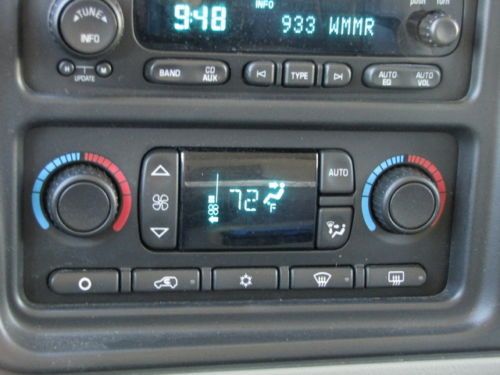 TUNE
INFO
UPDATE
9:48
INFO
933 WMMR
push
turn
BAND
CD
AUX
TYPE
AUTO
EQ
AUTO
VOL
72 F
AUTO